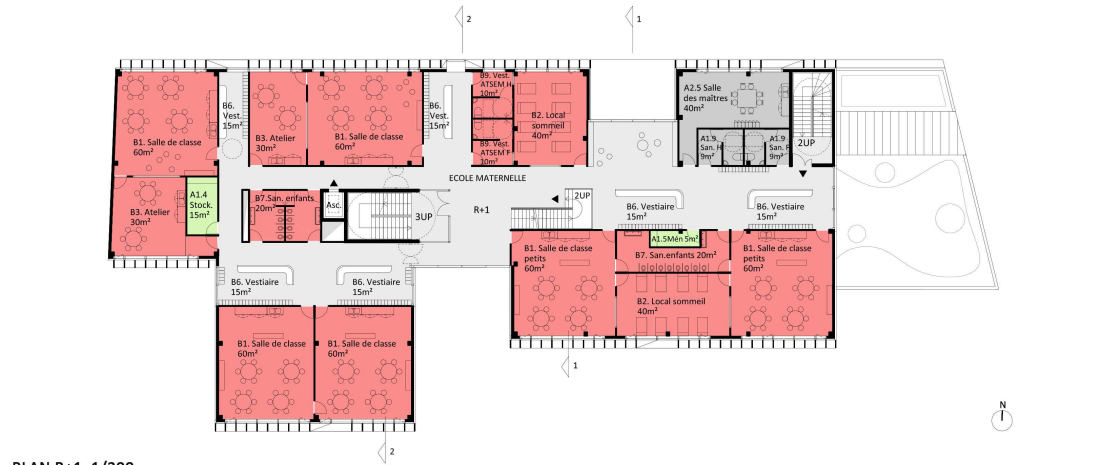 2
1
B1. Salle de classe
60m²
B6.
Vest.
15m²
B3. Atelier
30m²
B1. Salle de classe
60m²
B6.
Vest.
15m²
B9. Vest.
ATSEM H
10m²
B9. Vest.
ATSEM F
10m²
B2. Local
sommeil
40m²
A2.5 Salle
des maîtres
40m²
A1.9
San. H
9m²
A1.9
San. F
9m²
2UP
ECOLE MATERNELLE
B3. Atelier
30m²
A1.4
Stock.
15m²
B7.San. enfants
20m²
Asc.
3UP
R+1
2UP
B6. Vestiaire
15m²
B6. Vestiaire
15m²
B6. Vestiaire
15m²
B6. Vestiaire
15m²
B1. Salle de classe
petits
60m²
A1.5Mén 5m²
B7. San.enfants 20m²
B2. Local sommeil
40m²
B1. Salle de classe
petits
60m²
B1. Salle de classe
60m²
B1. Salle de classe
60m²
1
2
N
PLAN R+1 1/200